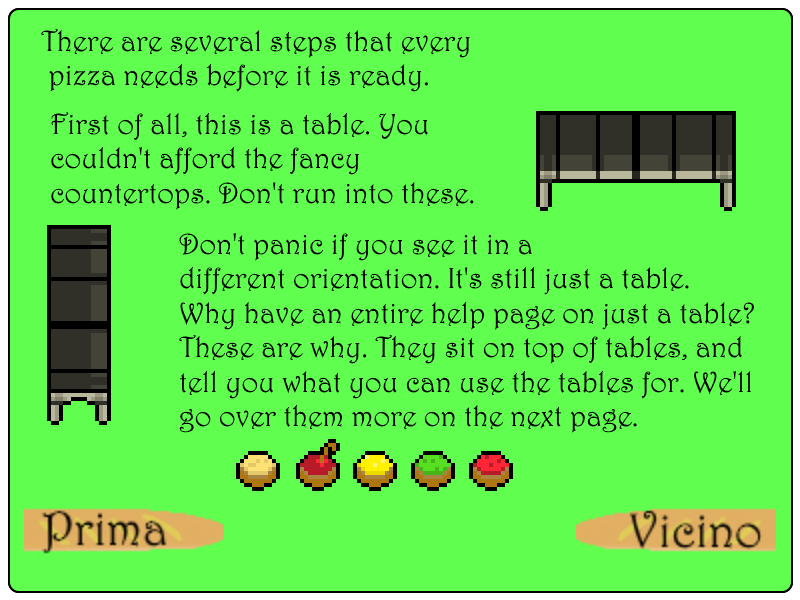 There are several steps that every
pizza needs before it is ready.
First of all, this is a table. You
couldn't afford the fancy
countertops. Don't run into these.
Don't panic if you see it in a
different orientation. It's still just a table.
Why have an entire help page on just a table?
These are why. They sit on top of tables, and
tell you what you can use the tables for. We'll
go over them more on the next page.
Prima
Vicino